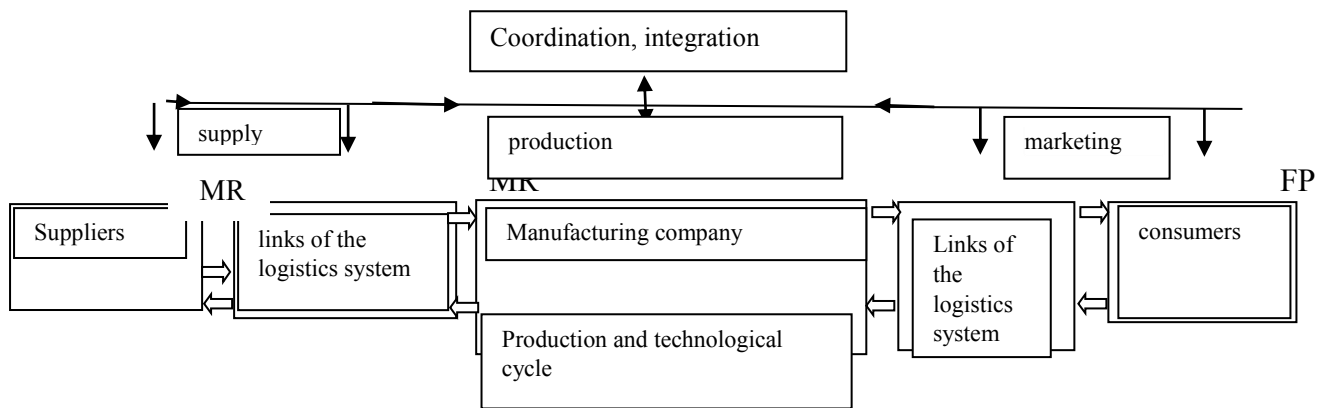 Coordination, integration
supply
production
marketing
MR
MR
FP
Suppliers
links of the
logistics system
Manufacturing company
Links of
the
logistics
system
consumers
Production and technological
cycle